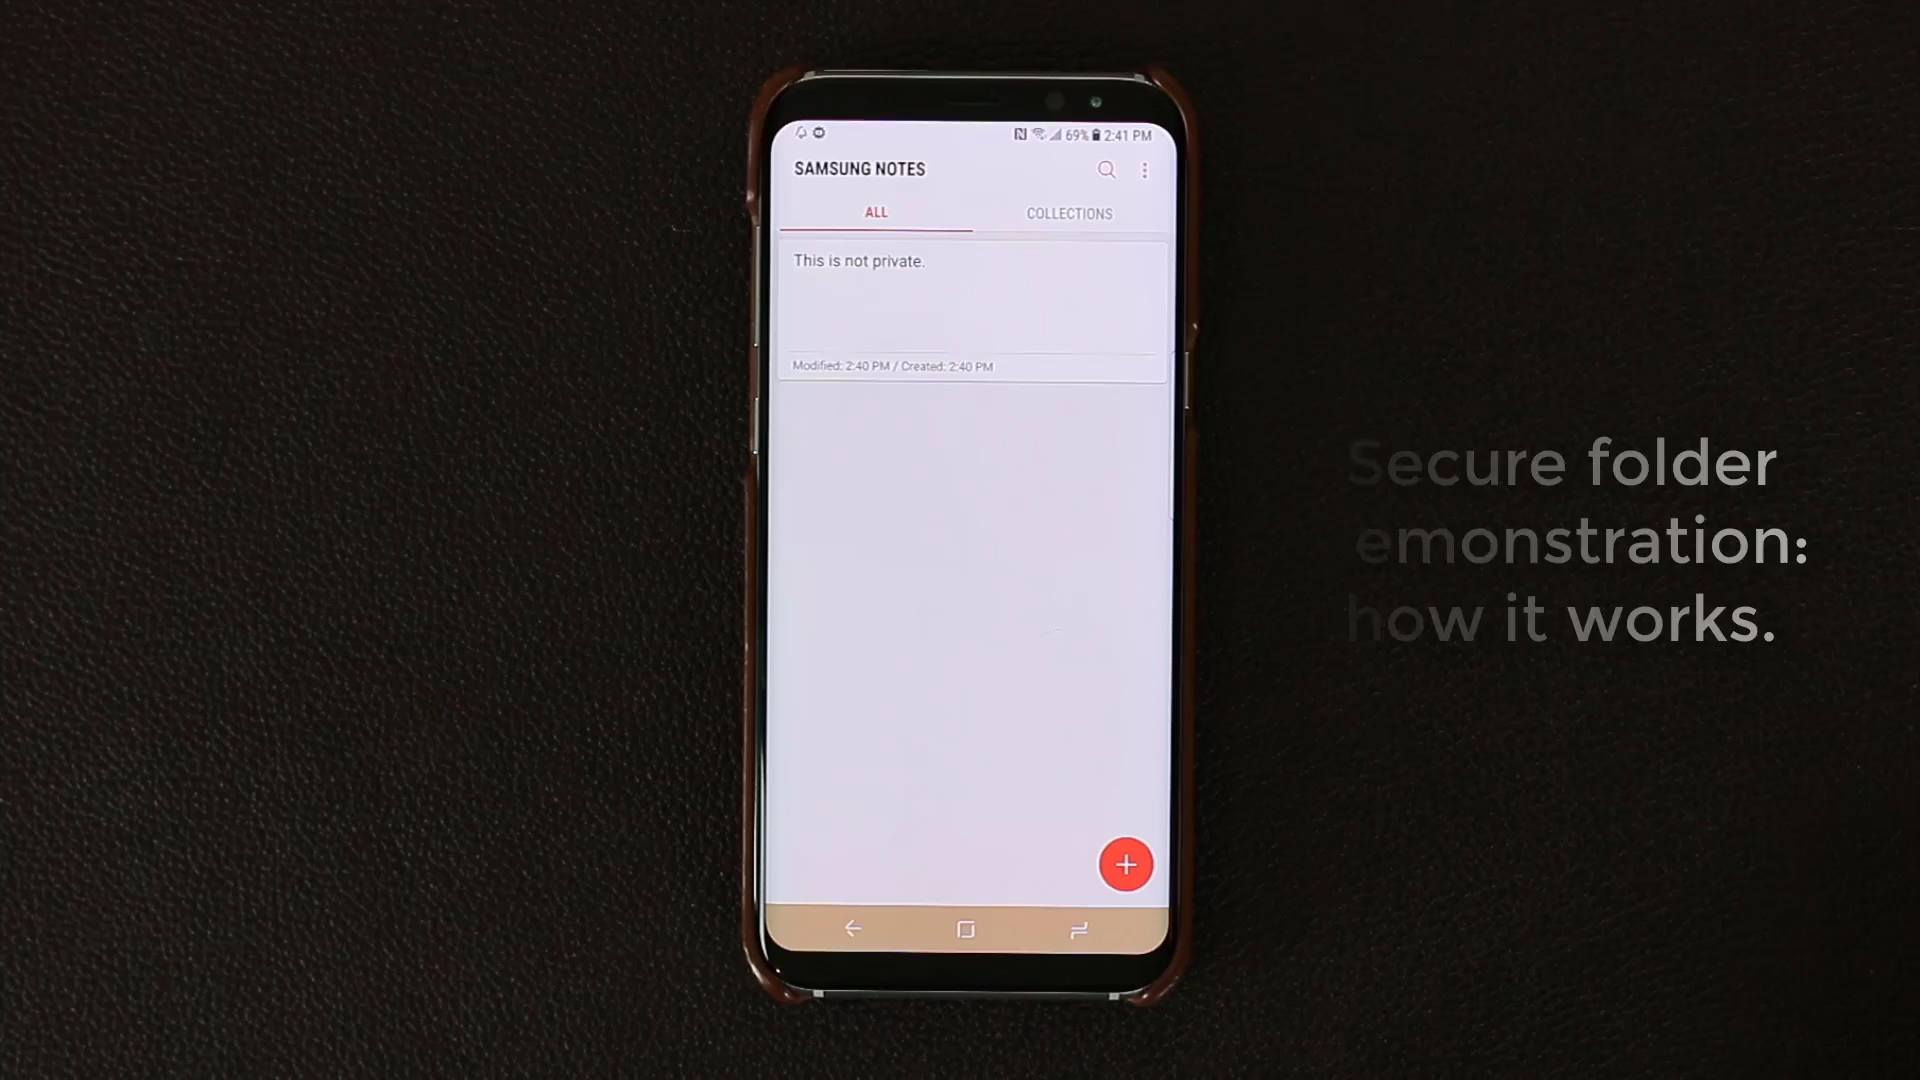 69% 2:41 PM
SAMSUNG NOTES
ALL
COLLECTIONS
This is not private.
Modified: 2:40 PM / Created: 2:40 PM
Secure folder
emonstration:
how it works.